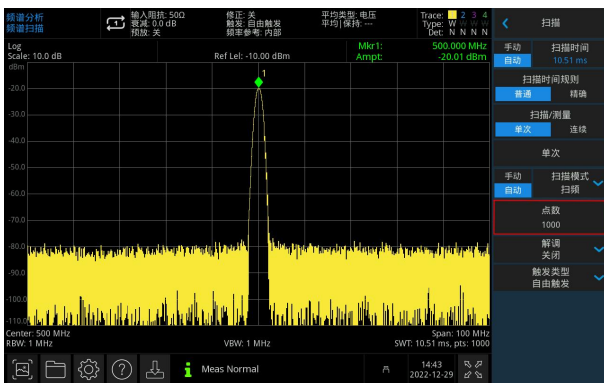 频谱分析
频谱扫描
输入阻抗: 50Ω
衰减: 0.0 dB
预放: 关
修正: 关
触发: 自由触发
频率参考: 内部
平均类型: 电压
平均|保持: ---
Trace: 1 2 3 4
Type: W W W W
Det: N N N N
Log
Scale: 10.0 dB
Ref Lel: -10.00 dBm
Mkr1: 500.000 MHz
Ampt: -20.01 dBm
dBm
1
-20.0
-30.0
-40.0
-50.0
-60.0
-70.0
-80.0
-90.0
-100.0
-110.0
Center: 500 MHz
Span: 100 MHz
RBW: 1 MHz
VBW: 1 MHz
SWT: 10.51 ms, pts: 1000
Meas Normal
14:43
2022-12-29
扫描
手动
自动
扫描时间
10.51 ms
扫描时间规则
普通
精确
扫描/测量
单次
连续
单次
手动
自动
扫描模式
扫频
点数
1000
解调
关闭
触发类型
自由触发